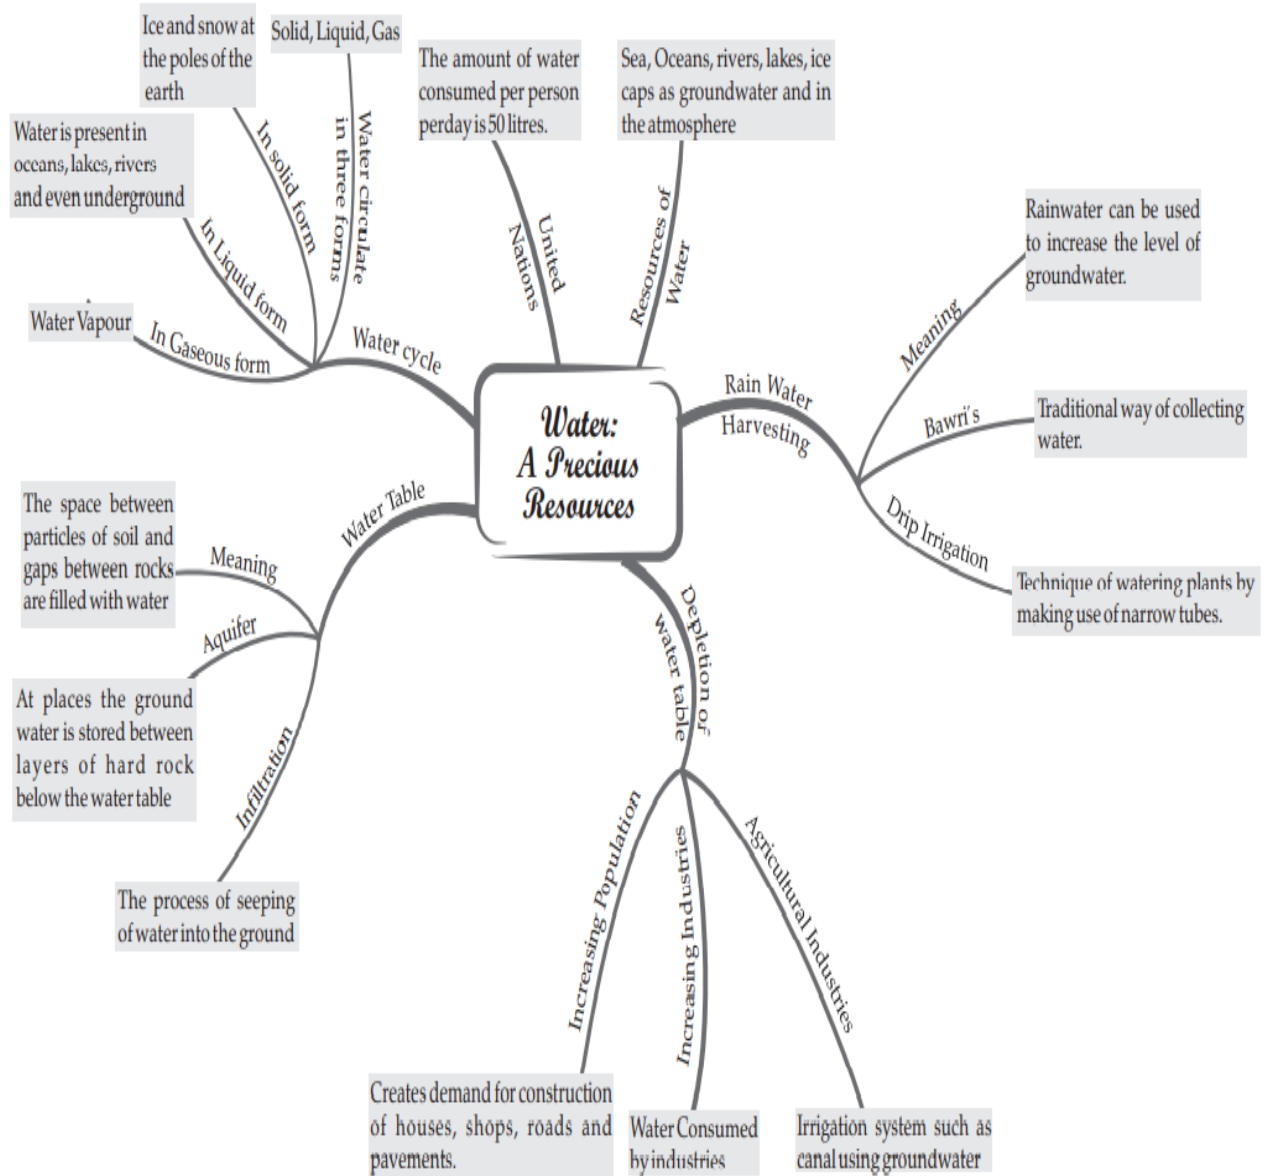 Ice and snow at
the poles of the
earth
Solid, Liquid, Gas
The amount of water
consumed per person
perday is 50 litres.
Sea, Oceans, rivers, lakes, ice
caps as groundwater and in
the atmosphere
Water is present in
oceans, lakes, rivers
and even underground
In solid form
Water circulate
in three forms
In Liquid form
Water Vapour
In Gaseous form
Water cycle
United
Nations
Resources of
Water
Rainwater can be used
to increase the level of
groundwater.
Meaning
Rain Water
Harvesting
Bawri's
Traditional way of collecting
water.
Drip Irrigation
Technique of watering plants by
making use of narrow tubes.
Water:
A Precious
Resources
Water Table
The space between
particles of soil and
gaps between rocks
are filled with water
Meaning
Aquifer
At places the ground
water is stored between
layers of hard rock
below the water table
Infiltration
The process of seeping
of water into the ground
Depletion of
water table
Increasing Population
Increasing Industries
Agricultural Industries
Creates demand for construction
of houses, shops, roads and
pavements.
Water Consumed
by industries
Irrigation system such as
canal using groundwater